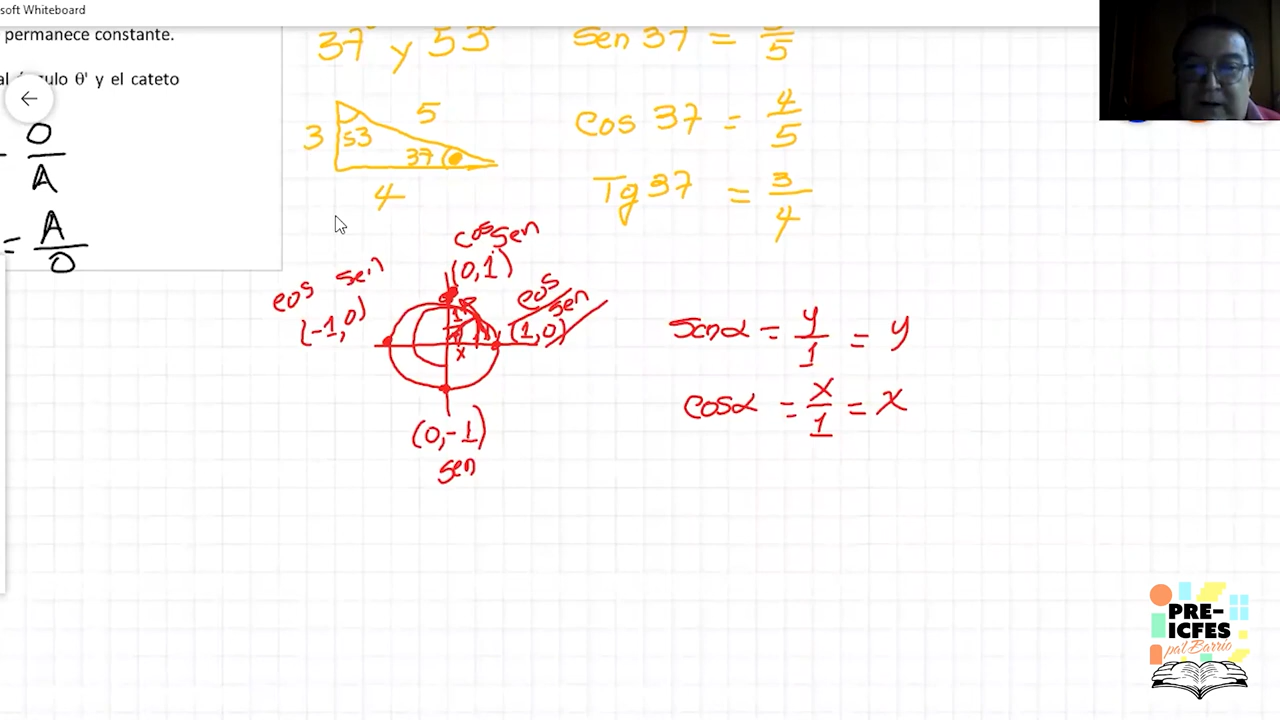 soft Whiteboard
permanece constante.
al ángulo θ' y el cateto
O
A
= A
O
37° y 53°
3
53
5
37
4
Sen 37 = 3/5
Cos 37 = 4/5
Tg 37 = 3/4
cos sen
(0,1)
cos sen
(-1,0)
cos sen
(1,0)
1
x
(0,-1)
sen
senα = y/1 = y
cosα = x/1 = x
PRE-
ICFES
pa'l Barrio